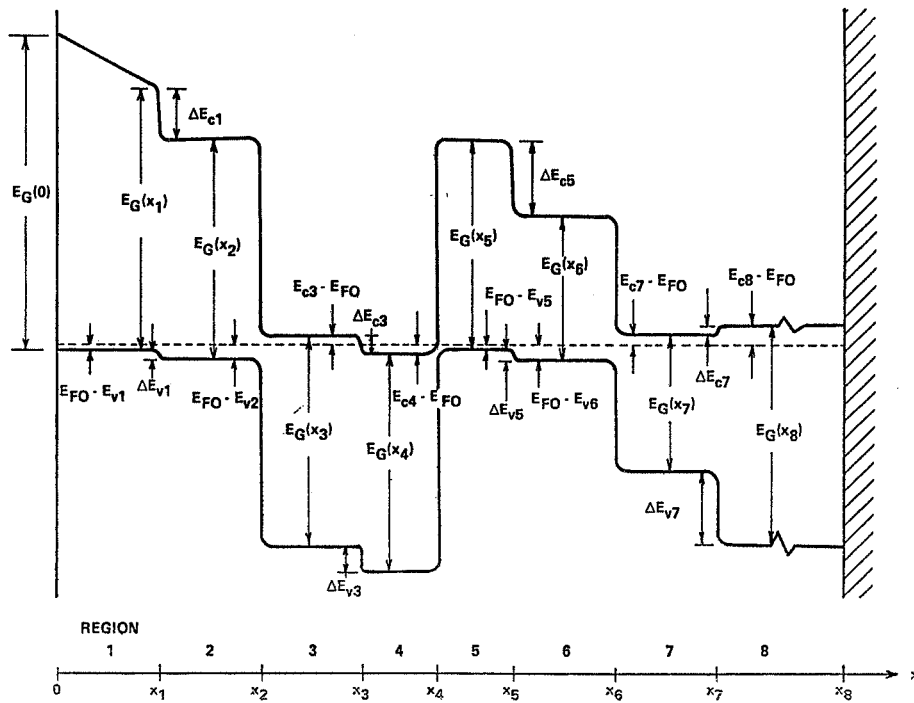 E_G(0)
ΔE_c1
E_G(x_1)
E_G(x_2)
E_G(x_5)
ΔE_c5
E_G(x_6)
E_c3 - E_FO
ΔE_c3
E_FO - E_v5
E_c7 - E_FO
E_c8 - E_FO
E_FO - E_v1
ΔE_v1
E_FO - E_v2
E_c4 - E_FO
ΔE_v5
E_FO - E_v6
ΔE_c7
E_G(x_3)
E_G(x_4)
E_G(x_7)
E_G(x_8)
ΔE_v3
ΔE_v7
REGION
1 2 3 4 5 6 7 8
0 x_1 x_2 x_3 x_4 x_5 x_6 x_7 x_8
x